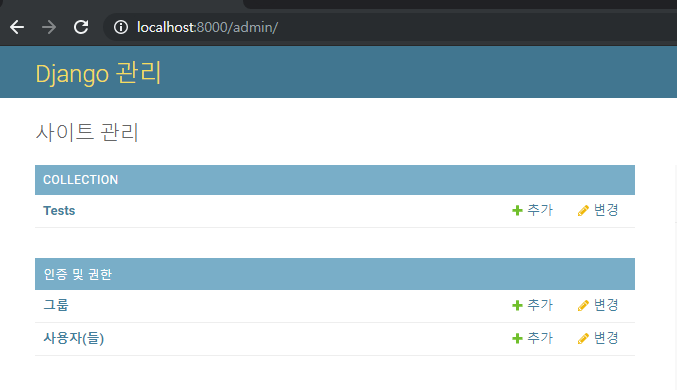 localhost:8000/admin/
Django 관리
사이트 관리
COLLECTION
Tests 추가 변경
인증 및 권한
그룹 추가 변경
사용자(들) 추가 변경